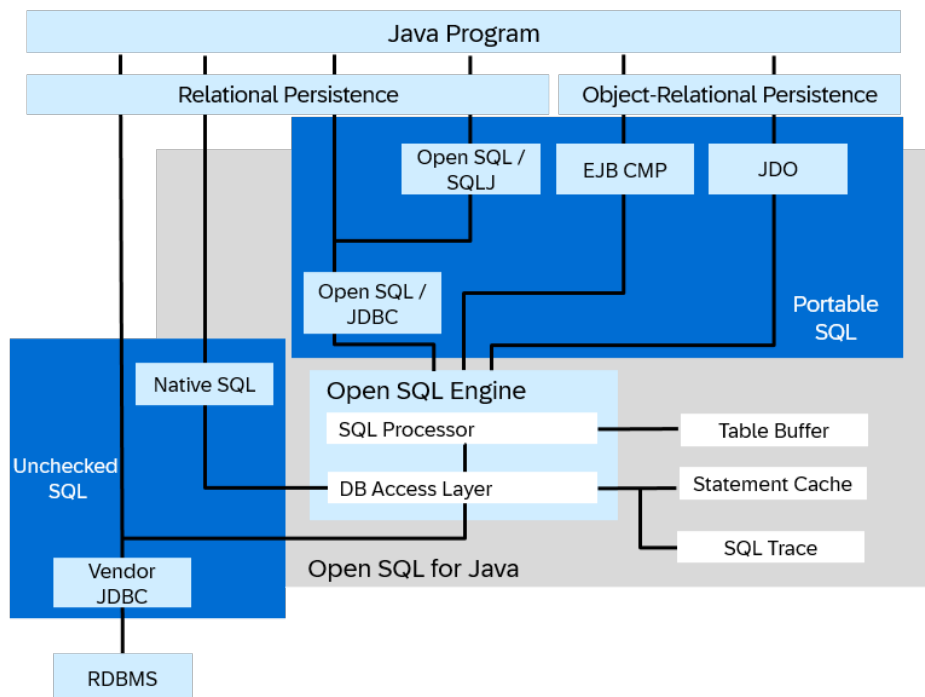 Java Program
Relational Persistence
Object-Relational Persistence
Open SQL /
SQLJ
EJB CMP
JDO
Open SQL /
JDBC
Portable
SQL
Native SQL
Open SQL Engine
SQL Processor
Table Buffer
Unchecked
SQL
DB Access Layer
Statement Cache
SQL Trace
Open SQL for Java
Vendor
JDBC
RDBMS